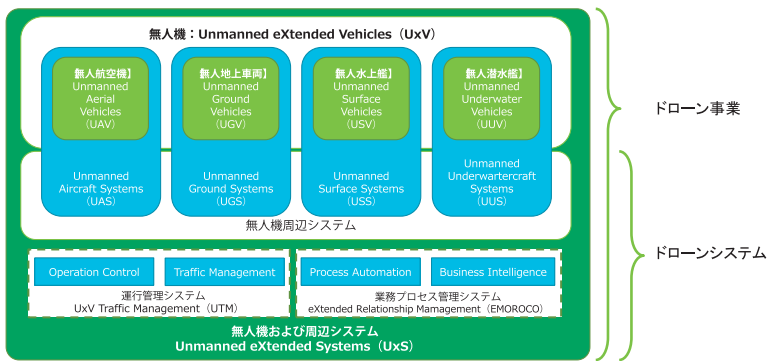 無人機：Unmanned eXtended Vehicles（UxV）
【無人航空機】
Unmanned
Aerial
Vehicles
(UAV)
【無人地上車両】
Unmanned
Ground
Vehicles
(UGV)
【無人水上艦】
Unmanned
Surface
Vehicles
(USV)
【無人潜水艦】
Unmanned
Underwater
Vehicles
(UUV)
Unmanned
Aircraft Systems
(UAS)
Unmanned
Ground Systems
(UGS)
Unmanned
Surface Systems
(USS)
Unmanned
Underwartercraft
Systems
(UUS)
無人機周辺システム
Operation Control
Traffic Management
運行管理システム
UxV Traffic Management（UTM）
Process Automation
Business Intelligence
業務プロセス管理システム
eXtended Relationship Mamagement（EMOROCO）
無人機および周辺システム
Unmanned eXtended Systems（UxS）
ドローン事業
ドローンシステム